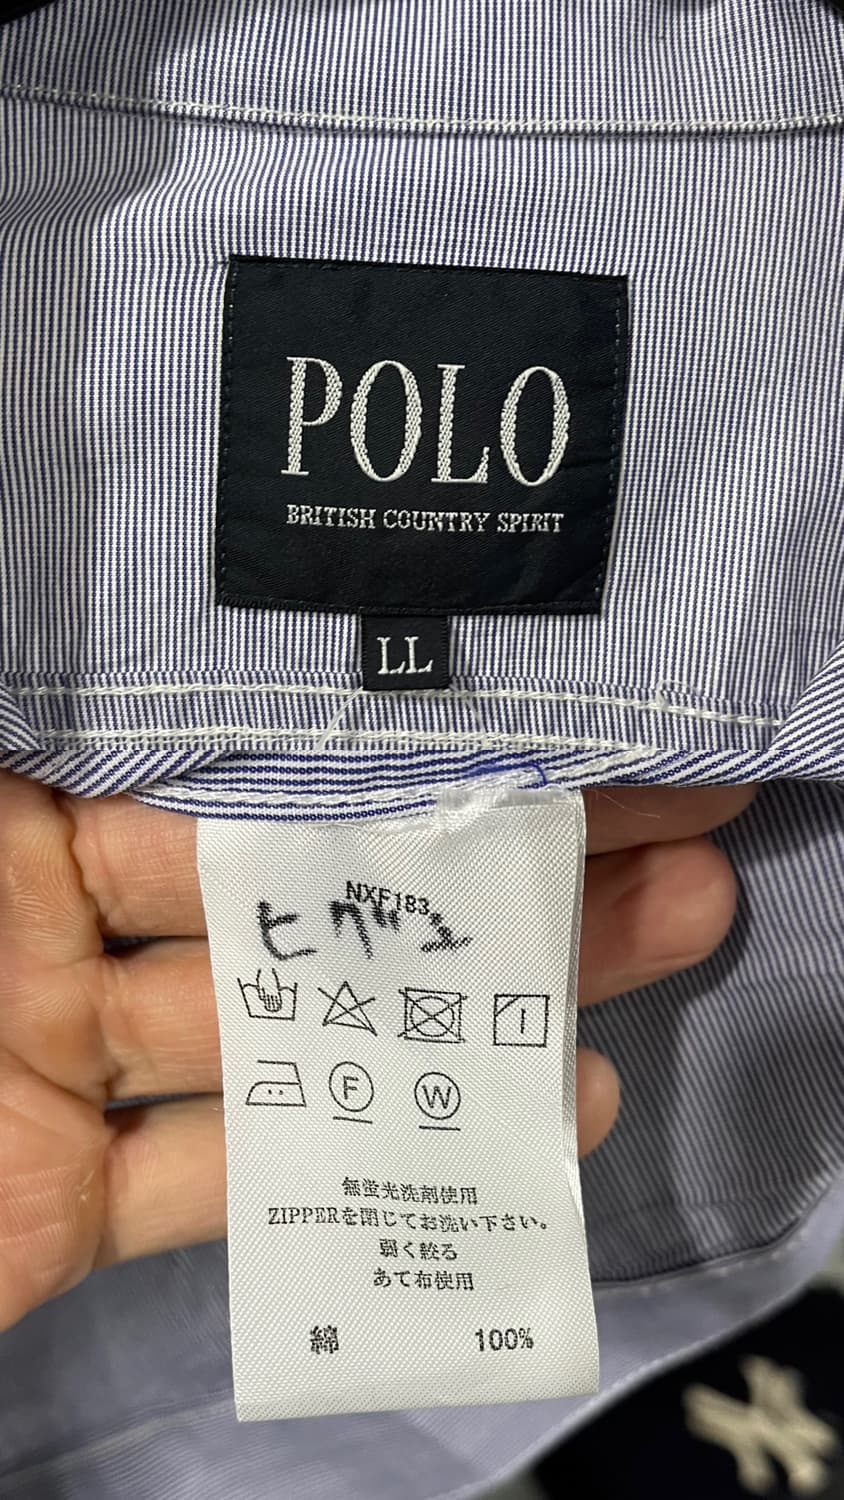 POLO
BRITISH COUNTRY SPIRIT
LL
NXF183
F
W
無蛍光洗剤使用
ZIPPERを閉じてお洗い下さい。
弱く絞る
あて布使用
綿 100%